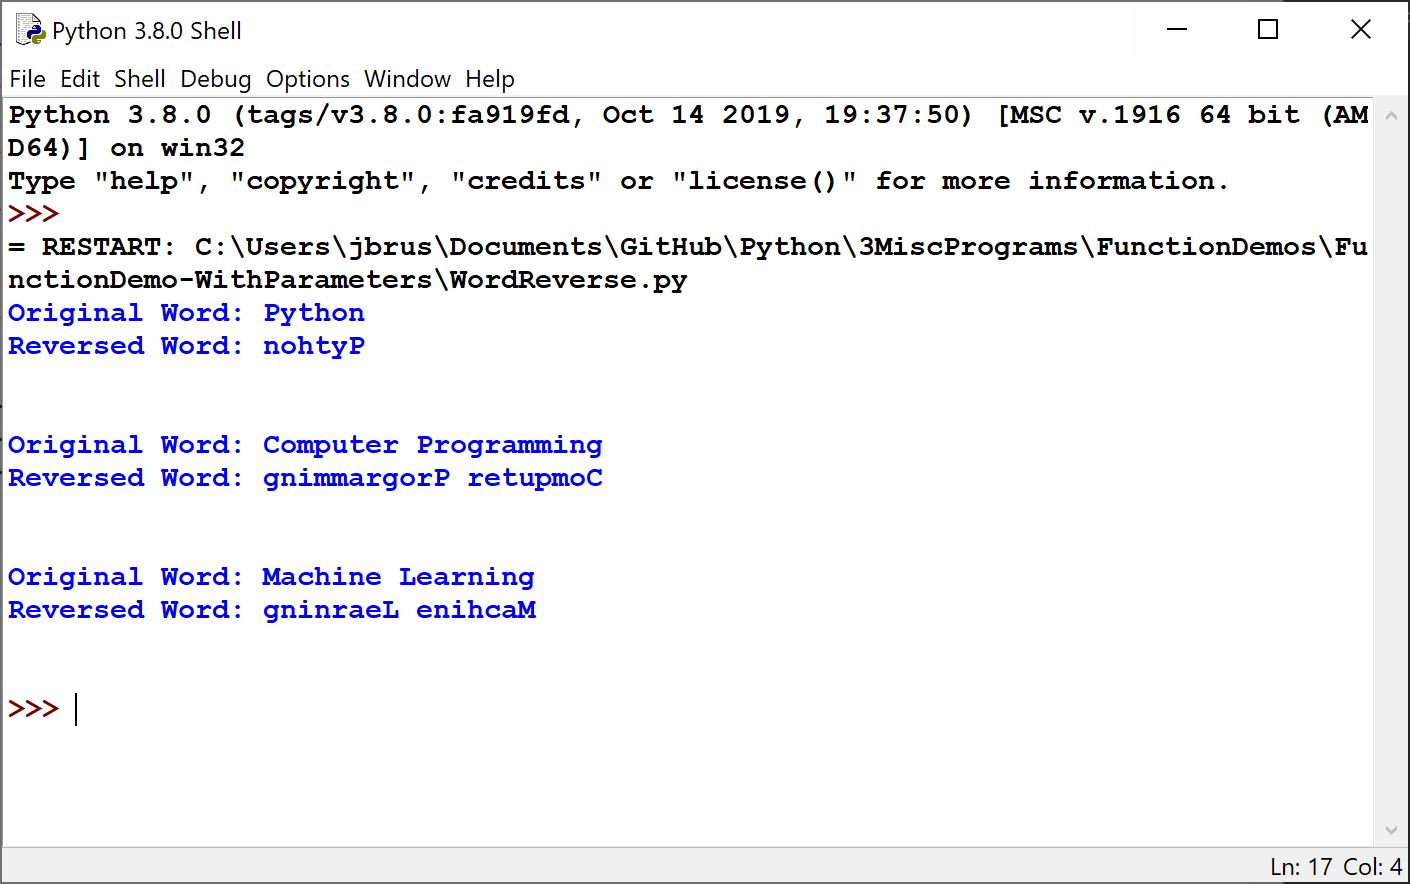 Python 3.8.0 Shell
File Edit Shell Debug Options Window Help
Python 3.8.0 (tags/v3.8.0:fa919fd, Oct 14 2019, 19:37:50) [MSC v.1916 64 bit (AM
D64)] on win32
Type "help", "copyright", "credits" or "license()" for more information.
>>>
= RESTART: C:\Users\jbrus\Documents\GitHub\Python\3MiscPrograms\FunctionDemos\Fu
nctionDemo-WithParameters\WordReverse.py
Original Word: Python
Reversed Word: nohtyP
Original Word: Computer Programming
Reversed Word: gnimmargorP retupmoC
Original Word: Machine Learning
Reversed Word: gninraeL enihcaM
>>>
Ln: 17 Col: 4